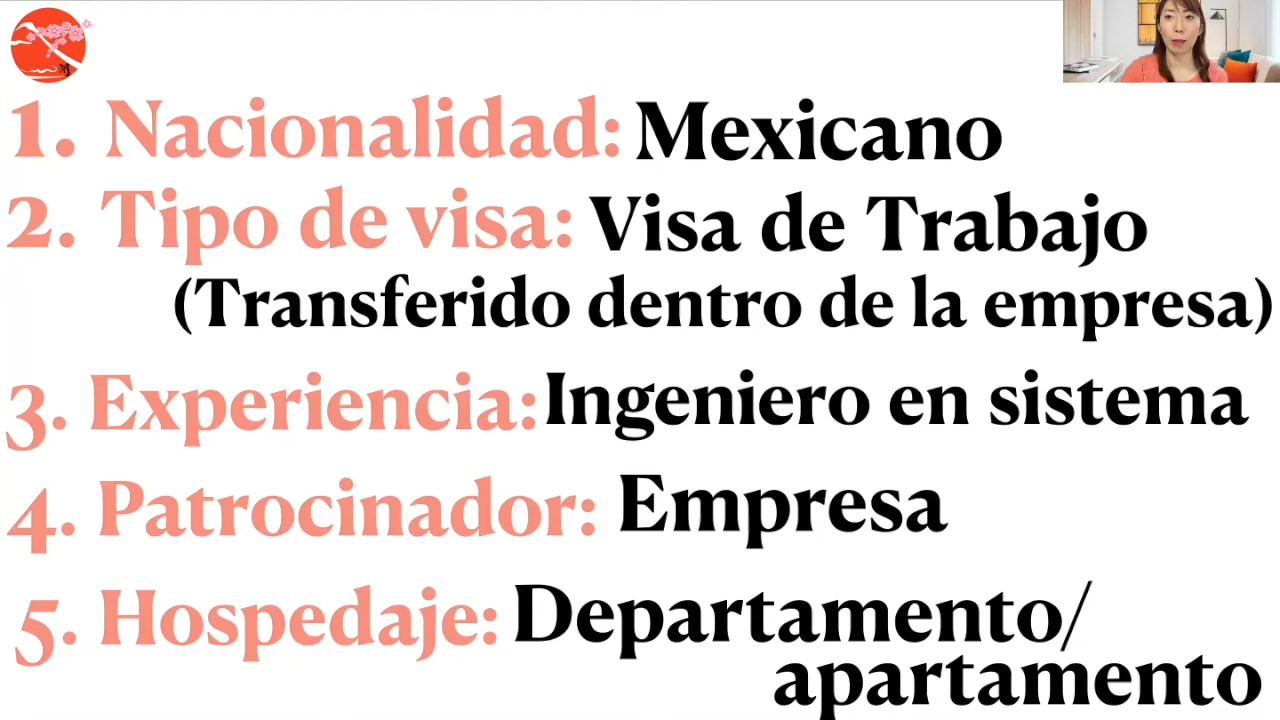 1. Nacionalidad: Mexicano
2. Tipo de visa: Visa de Trabajo
(Transferido dentro de la empresa)
3. Experiencia: Ingeniero en sistema
4. Patrocinador: Empresa
5. Hospedaje: Departamento/
apartamento